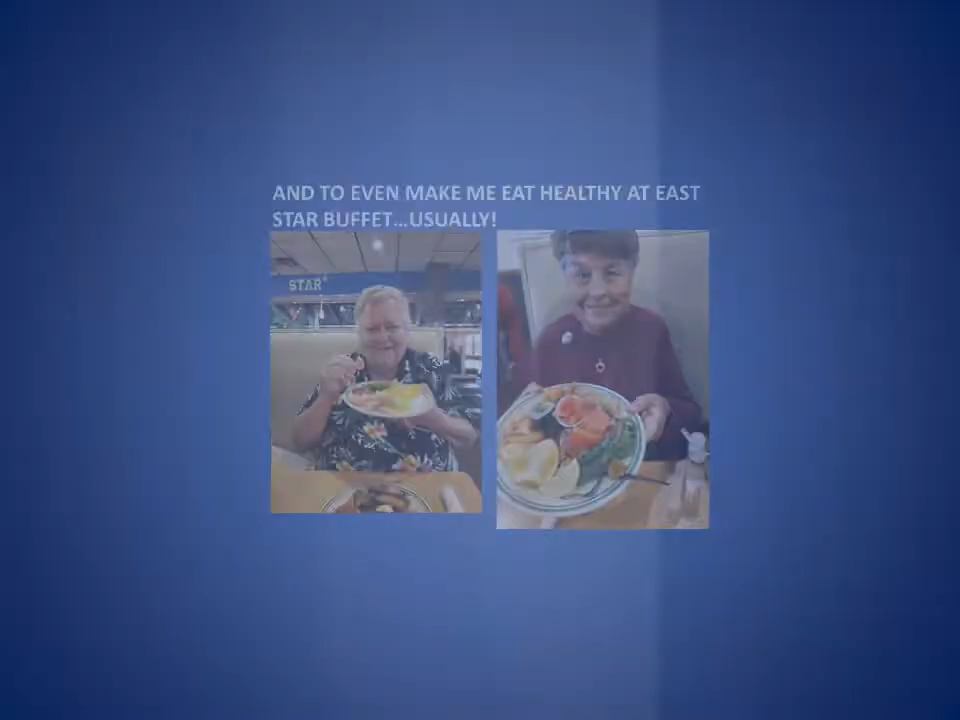 AND TO EVEN MAKE ME EAT HEALTHY AT EAST
STAR BUFFET...USUALLY!
STAR